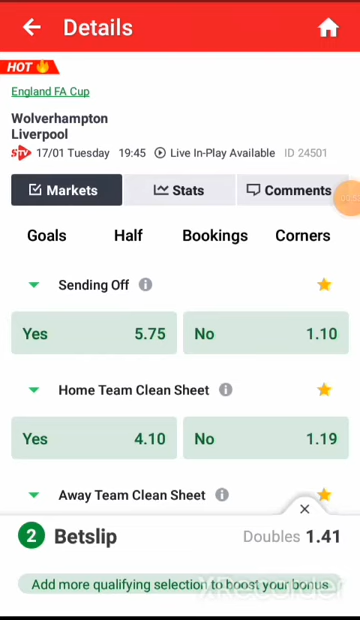 Details
HOT
England FA Cup
Wolverhampton
Liverpool
STV 17/01 Tuesday 19:45 Live In-Play Available ID 24501
Markets Stats Comments
Goals Half Bookings Corners
Sending Off
Yes 5.75 No 1.10
Home Team Clean Sheet
Yes 4.10 No 1.19
Away Team Clean Sheet
2 Betslip Doubles 1.41
Add more qualifying selection to boost your bonus
XRecorder